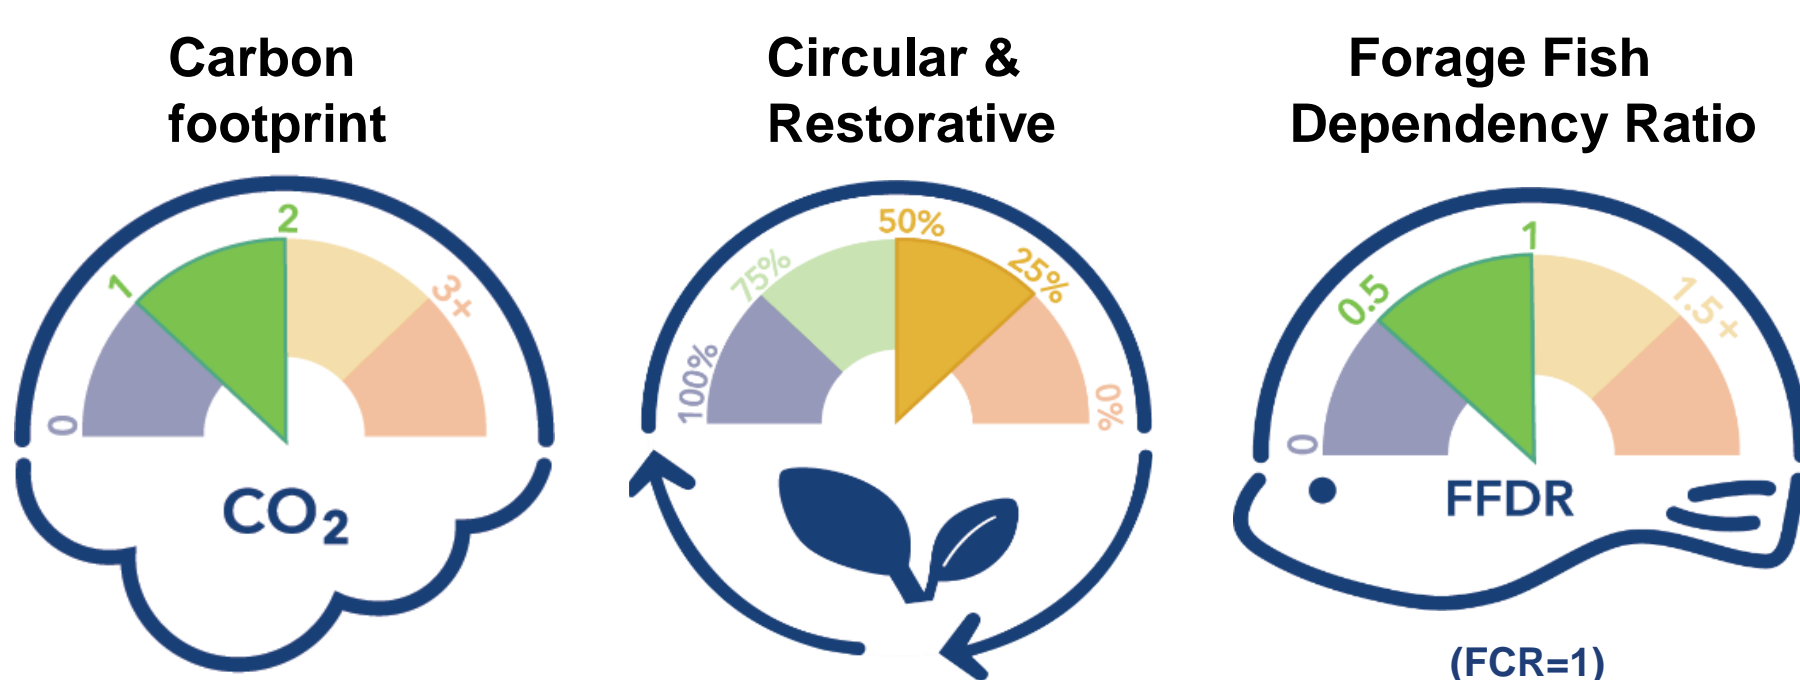 Carbon
footprint
0
1
2
3+
CO2
Circular &
Restorative
100%
75%
50%
25%
0%
Forage Fish
Dependency Ratio
0
0.5
1
1.5+
FFDR
(FCR=1)